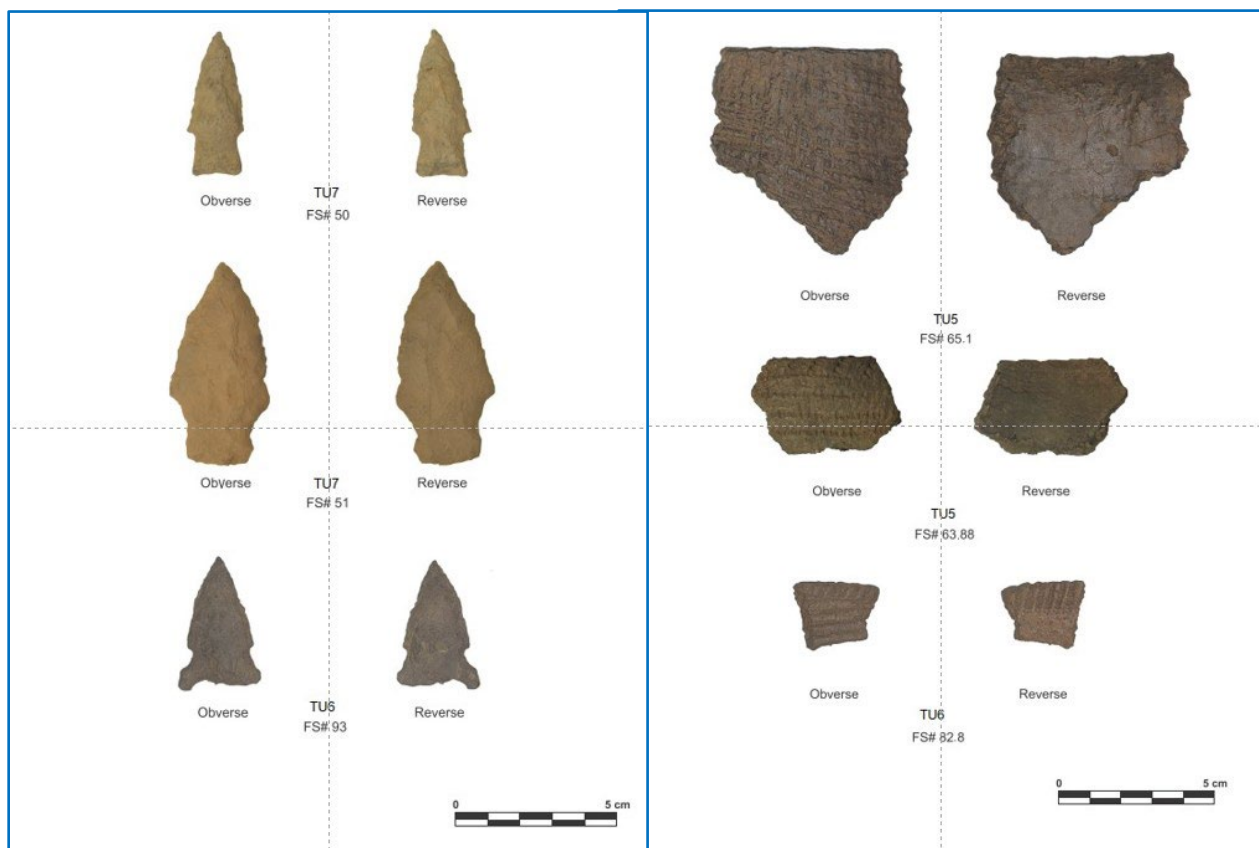 Obverse
Reverse
TU7
FS# 50
Obverse
Reverse
TU7
FS# 51
Obverse
Reverse
TU6
FS# 93
0 5 cm
Obverse
Reverse
TU5
FS# 65.1
Obverse
Reverse
TU5
FS# 63.88
Obverse
Reverse
TU6
FS# 82.8
0 5 cm